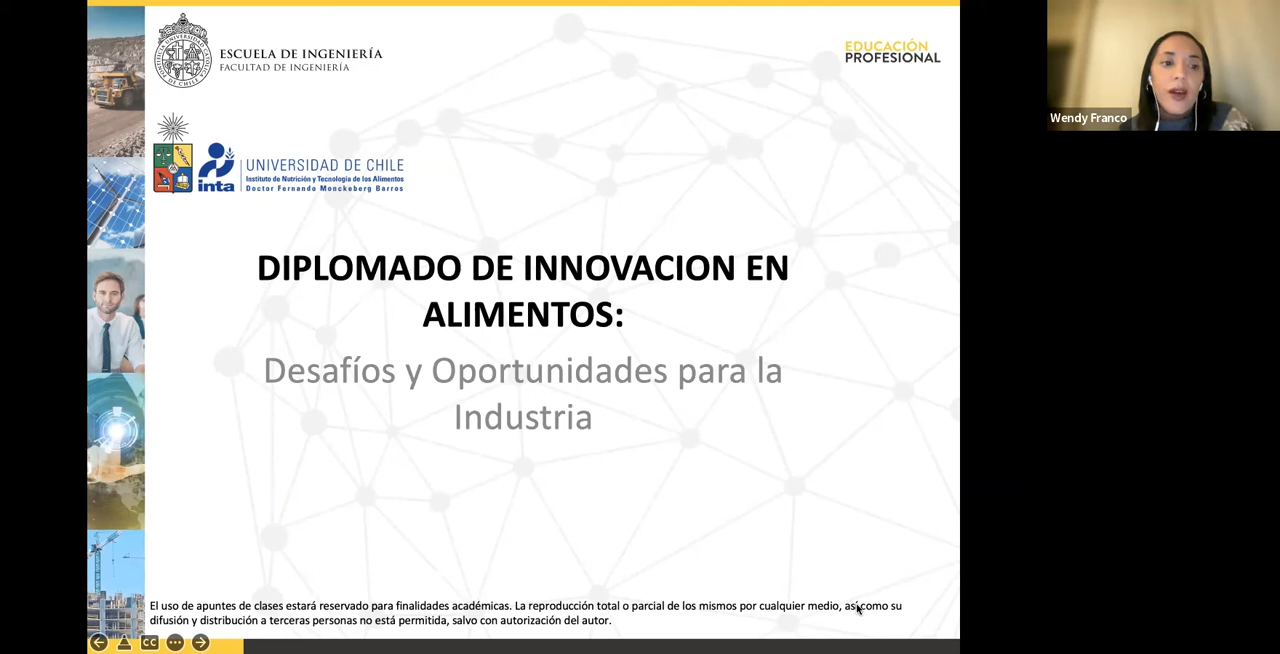 ESCUELA DE INGENIERÍA
FACULTAD DE INGENIERÍA
EDUCACIÓN
PROFESIONAL
Wendy Franco
inta
UNIVERSIDAD DE CHILE
Instituto de Nutrición y Tecnología de los Alimentos
Doctor Fernando Monckeberg Barros
DIPLOMADO DE INNOVACION EN
ALIMENTOS:
Desafíos y Oportunidades para la
Industria
El uso de apuntes de clases estará reservado para finalidades académicas. La reproducción total o parcial de los mismos por cualquier medio, así como su
difusión y distribución a terceras personas no está permitida, salvo con autorización del autor.
CC